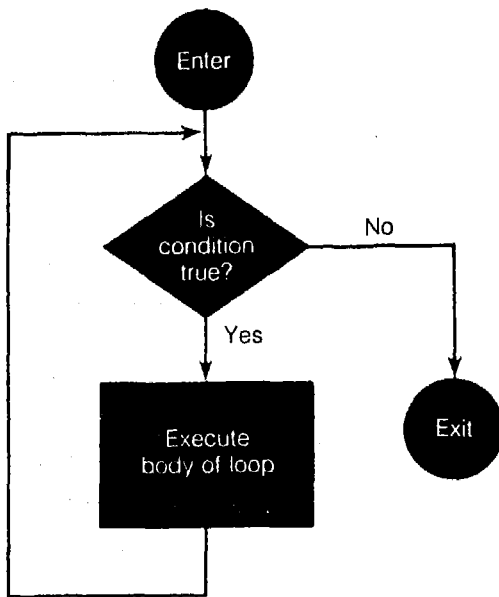 Enter
Is
condition
true?
No
Yes
Execute
body of loop
Exit